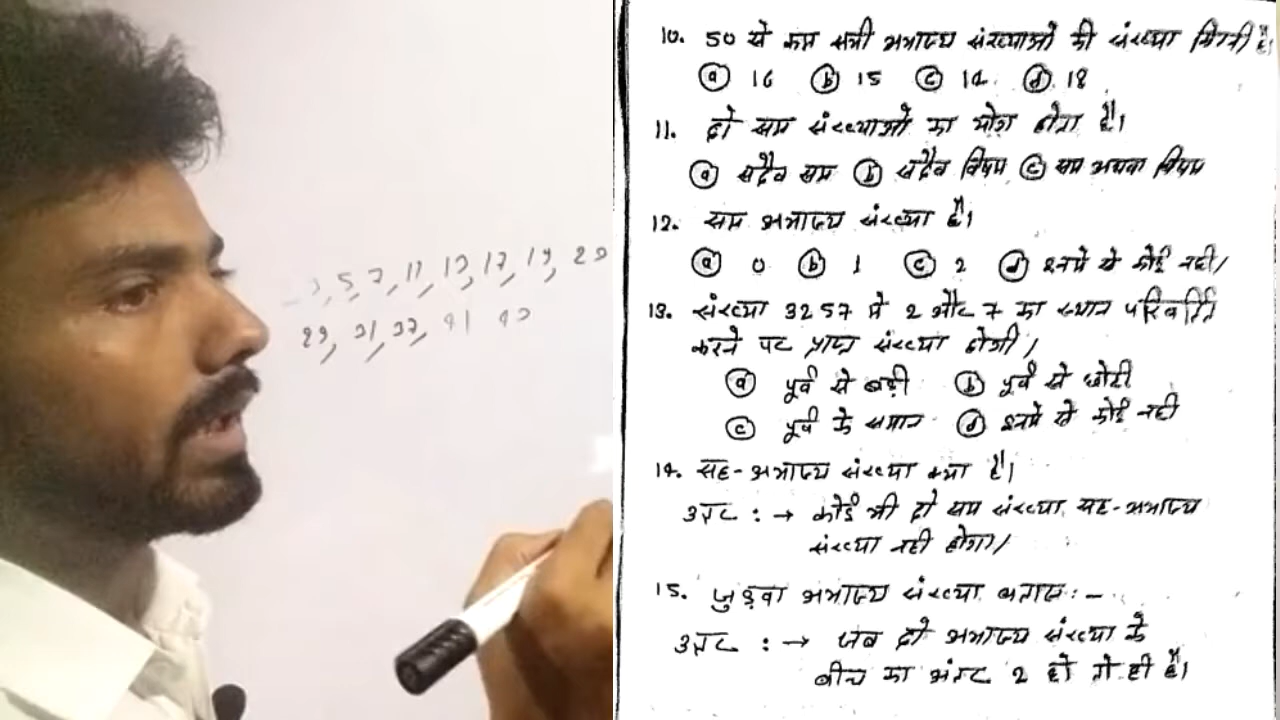 3, 5, 7, 11, 13, 17, 19, 23
29, 31, 37, 41 43
10. 50 से कम सभी अभाज्य संख्याओं की संख्या कितनी है।
(a) 16 (b) 15 (c) 14 (d) 18
11. दो सम संख्याओं का योग होता है।
(a) सदैव सम (b) सदैव विषम (c) सम अथवा विषम
12. सम अभाज्य संख्या है।
(a) 0 (b) 1 (c) 2 (d) इनमे से कोई नही।
13. संख्या 3257 मे 2 और 7 का स्थान परिवर्तित
करने पर प्राप्त संख्या होगी।
(a) पूर्व से बड़ी (b) पूर्व से छोटी
(c) पूर्व के समान (d) इनमे से कोई नही
14. सह-अभाज्य संख्या क्या है।
उत्तर :→ कोई भी दो सम संख्या सह-अभाज्य
संख्या नही होगा।
15. जुड़वा अभाज्य संख्या बताए :-
उत्तर :→ जब दो अभाज्य संख्या के
बीच का अंतर 2 हो तो ही है।